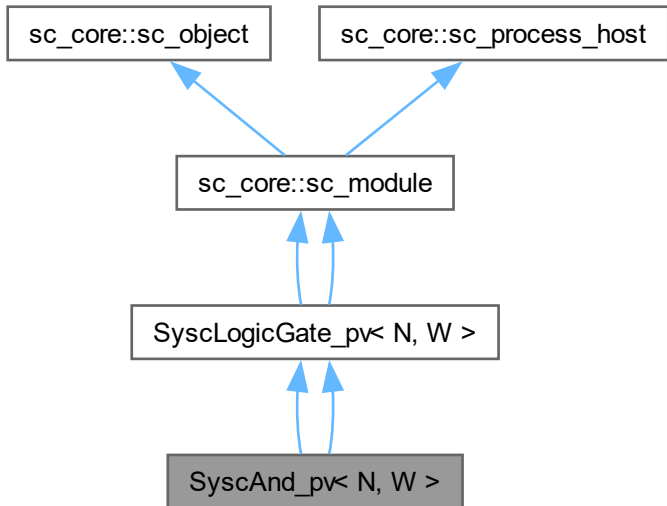 sc_core::sc_object
sc_core::sc_process_host
sc_core::sc_module
SyscLogicGate_pv< N, W >
SyscAnd_pv< N, W >